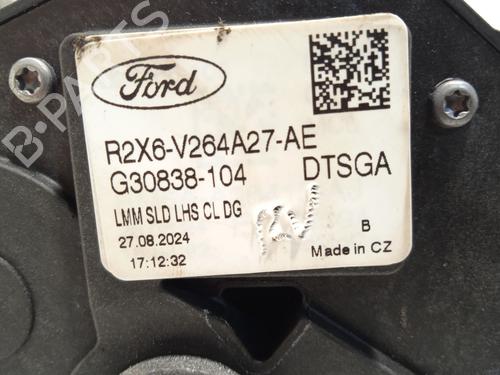 Ford
R2X6-V264A27-AE
G30838-104 DTSGA
LMM SLD LHS CL DG
27.08.2024 B
17:12:32 Made in CZ
B-PARTS